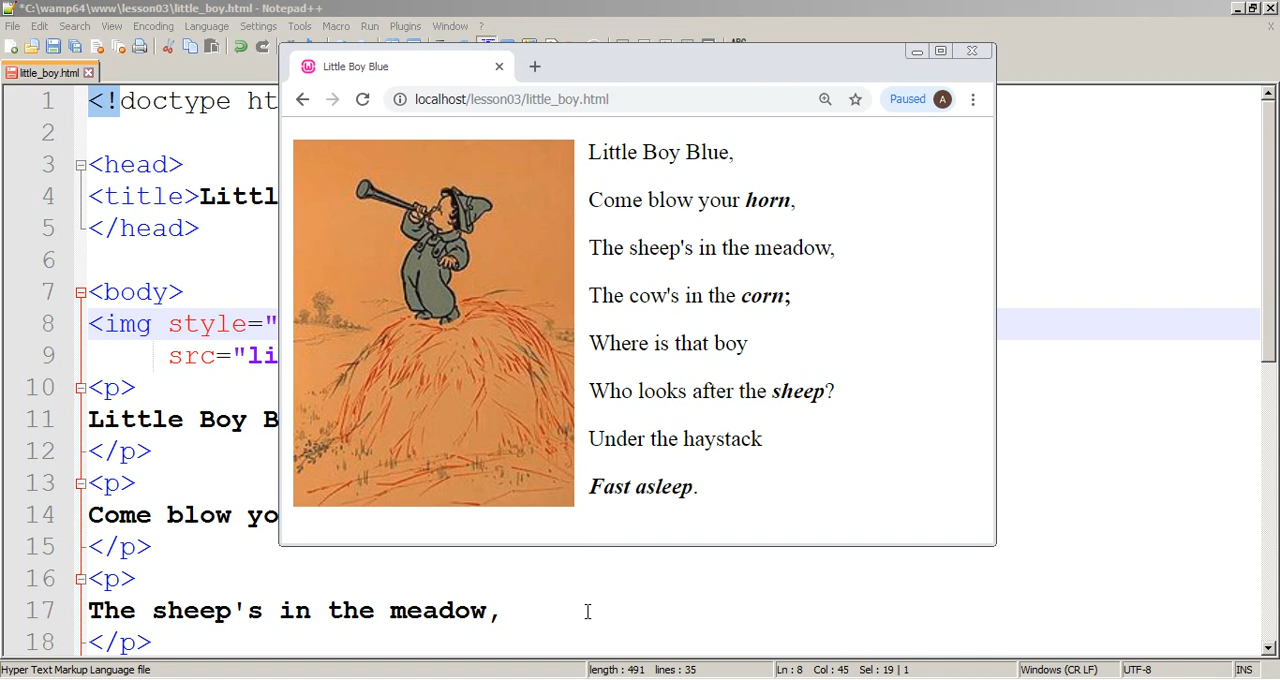 *C:\wamp64\www\lesson03\little_boy.html - Notepad++
File Edit Search View Encoding Language Settings Tools Macro Run Plugins Window ? X
ABC
little_boy.html
Little Boy Blue
localhost/lesson03/little_boy.html Paused A
1 <!doctype ht
2
3 <head>
4 <title>Littl
5 </head>
6
7 <body>
8 <img style="
9 src="li
10 <p>
11 Little Boy B
12 </p>
13 <p>
14 Come blow yo
15 </p>
16 <p>
17 The sheep's in the meadow,
18 </p>
Little Boy Blue,
Come blow your horn,
The sheep's in the meadow,
The cow's in the corn;
Where is that boy
Who looks after the sheep?
Under the haystack
Fast asleep.
Hyper Text Markup Language file length : 491 lines : 35 Ln : 8 Col : 45 Sel : 19 | 1 Windows (CR LF) UTF-8 INS